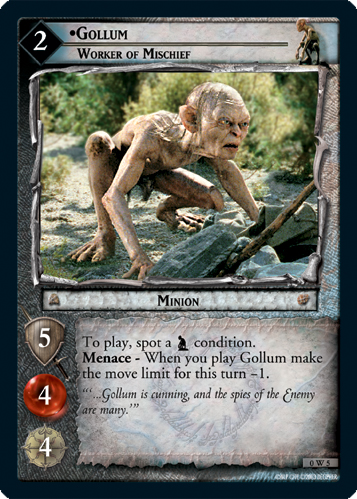 2
•Gollum
Worker of Mischief
Minion
5
To play, spot a condition.
Menace - When you play Gollum make
the move limit for this turn –1.
4
“‘...Gollum is cunning, and the spies of the Enemy
are many.’”
4
0 W 5